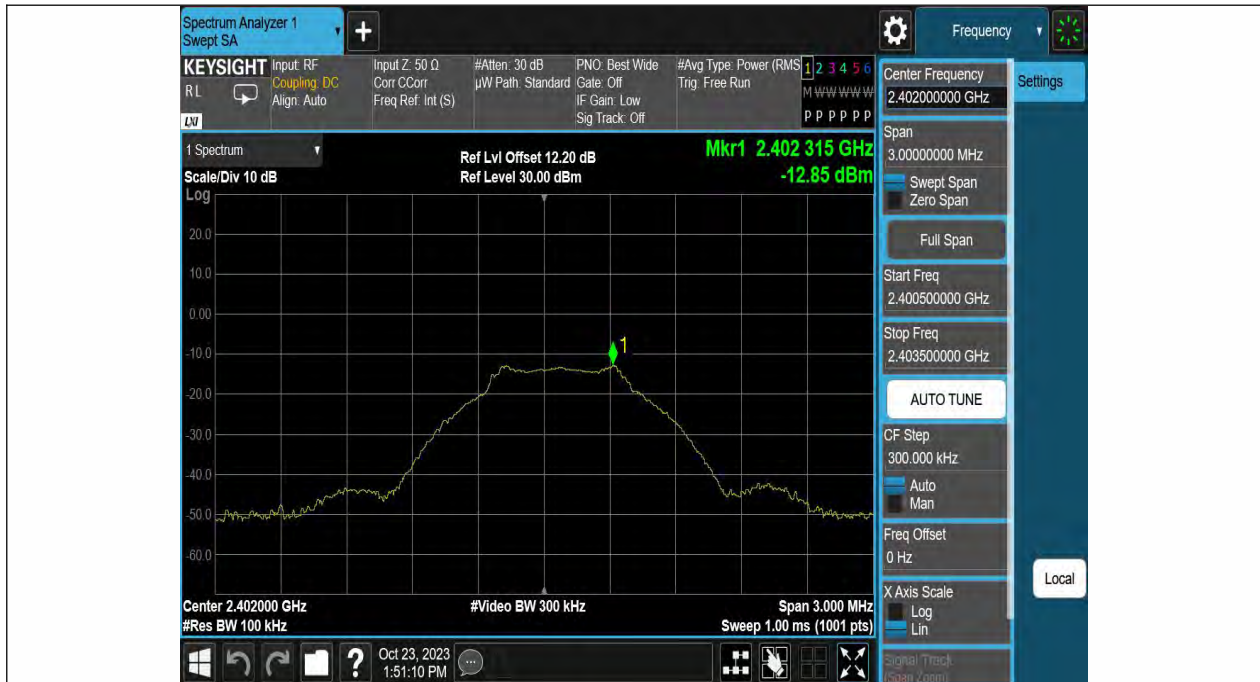 Spectrum Analyzer 1
Swept SA
+
Frequency
KEYSIGHT
R L
LXI
Input: RF
Coupling: DC
Align: Auto
Input Z: 50 Ω
Corr CCorr
Freq Ref: Int (S)
#Atten: 30 dB
µW Path: Standard
PNO: Best Wide
Gate: Off
IF Gain: Low
Sig Track: Off
#Avg Type: Power (RMS
Trig: Free Run
1 2 3 4 5 6
M W W W W W
P P P P P P
1 Spectrum
Scale/Div 10 dB
Log
Ref Lvl Offset 12.20 dB
Ref Level 30.00 dBm
Mkr1 2.402 315 GHz
-12.85 dBm
20.0
10.0
0.00
-10.0
-20.0
-30.0
-40.0
-50.0
-60.0
1
Center 2.402000 GHz
#Res BW 100 kHz
#Video BW 300 kHz
Span 3.000 MHz
Sweep 1.00 ms (1001 pts)
?
Oct 23, 2023
1:51:10 PM
Center Frequency
2.402000000 GHz
Settings
Span
3.00000000 MHz
Swept Span
Zero Span
Full Span
Start Freq
2.400500000 GHz
Stop Freq
2.403500000 GHz
AUTO TUNE
CF Step
300.000 kHz
Auto
Man
Freq Offset
0 Hz
Local
X Axis Scale
Log
Lin
Signal Track
(Span Zoom)